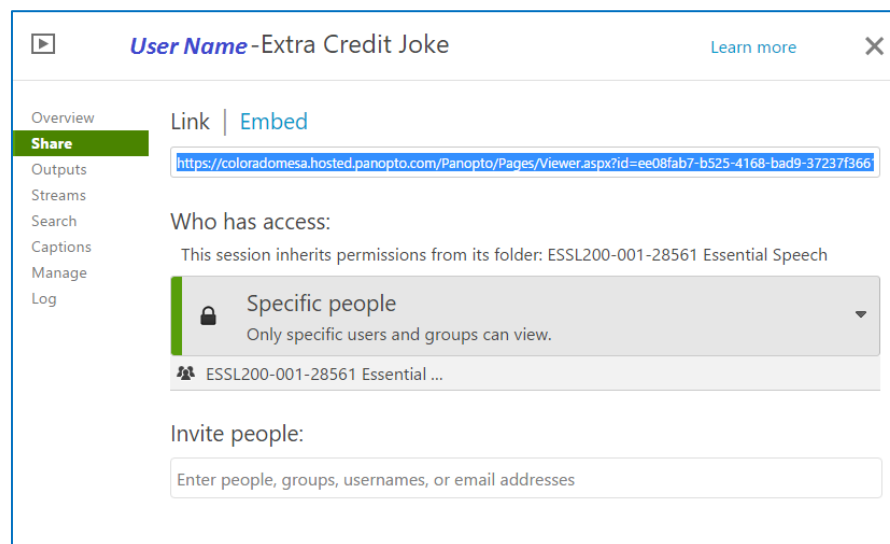 User Name-Extra Credit Joke
Learn more
Overview
Share
Outputs
Streams
Search
Captions
Manage
Log
Link | Embed
https://coloradomesa.hosted.panopto.com/Panopto/Pages/Viewer.aspx?id=ee08fab7-b525-4168-bad9-37237f3661
Who has access:
This session inherits permissions from its folder: ESSL200-001-28561 Essential Speech
Specific people
Only specific users and groups can view.
ESSL200-001-28561 Essential ...
Invite people:
Enter people, groups, usernames, or email addresses